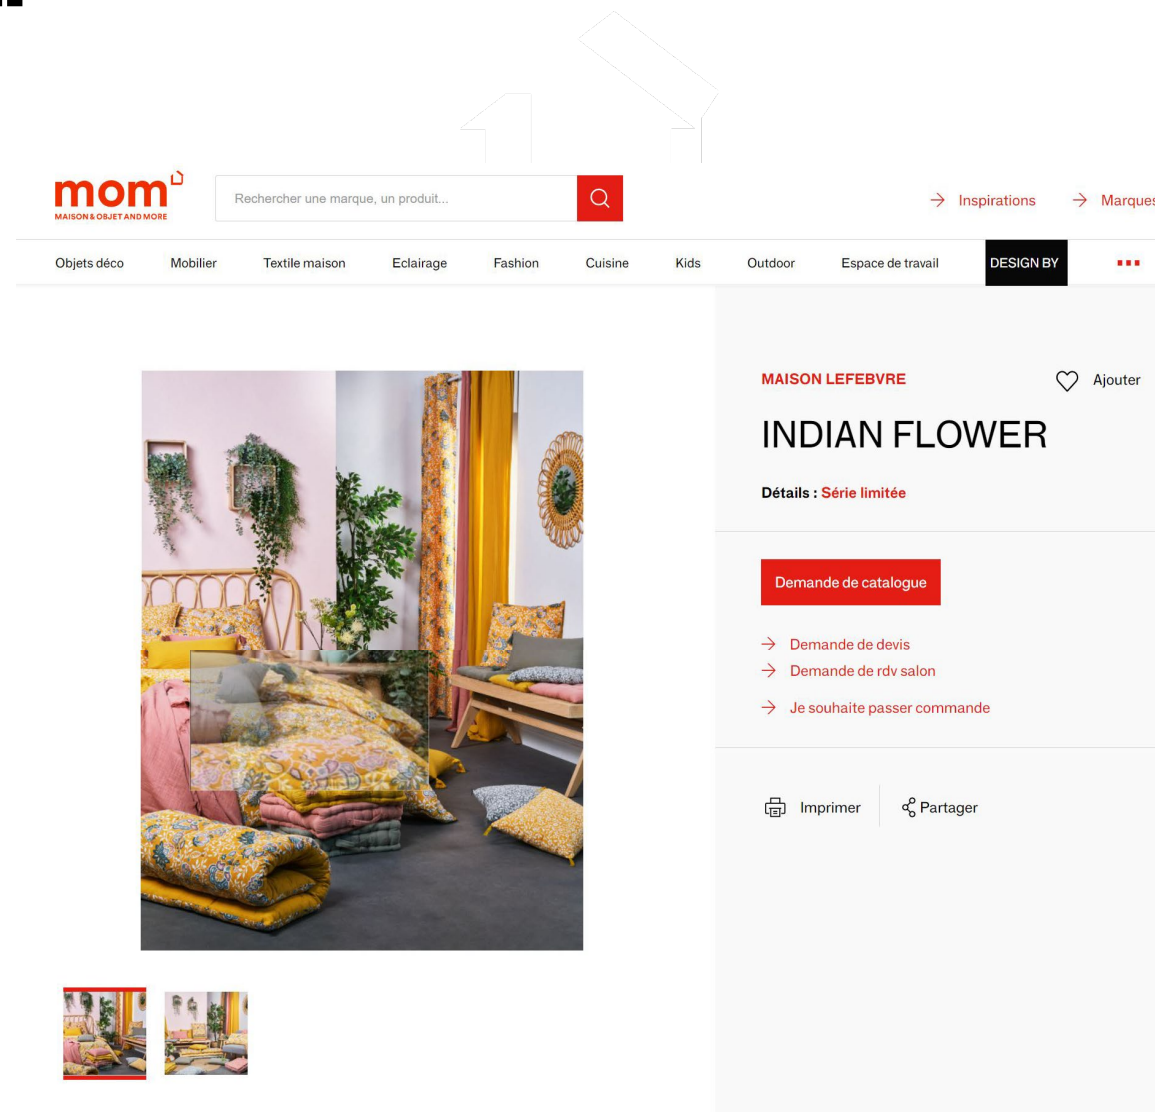 mom
MAISON & OBJET AND MORE
Rechercher une marque, un produit...
Inspirations
Marques
Objets déco
Mobilier
Textile maison
Eclairage
Fashion
Cuisine
Kids
Outdoor
Espace de travail
DESIGN BY
MAISON LEFEBVRE
Ajouter
INDIAN FLOWER
Détails : Série limitée
Demande de catalogue
Demande de devis
Demande de rdv salon
Je souhaite passer commande
Imprimer
Partager